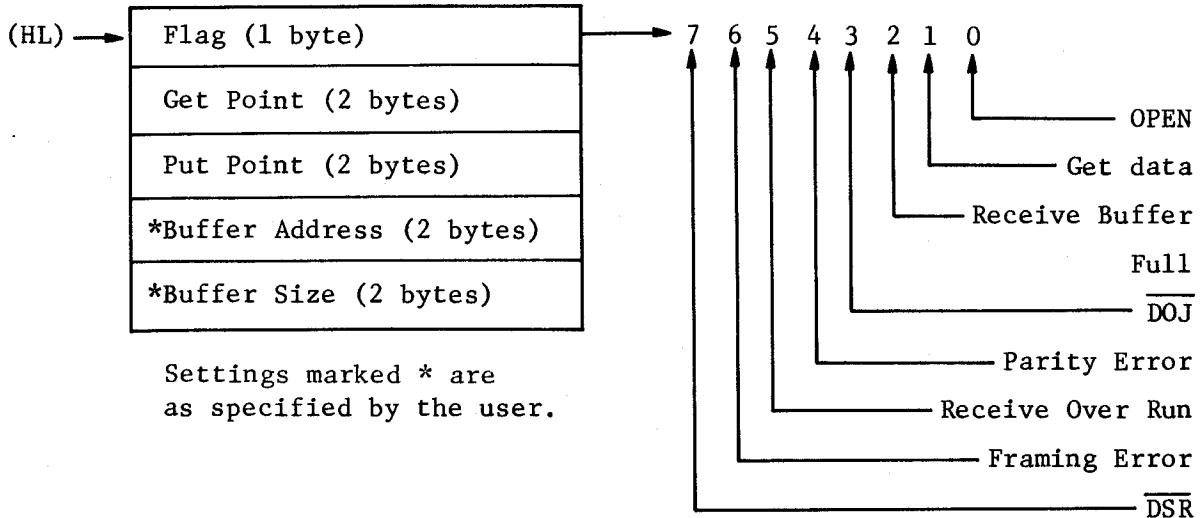 (HL) Flag (1 byte) 7 6 5 4 3 2 1 0
Get Point (2 bytes)
Put Point (2 bytes)
*Buffer Address (2 bytes)
*Buffer Size (2 bytes)
Settings marked * are
as specified by the user.
OPEN
Get data
Receive Buffer
Full
D̅O̅J̅
Parity Error
Receive Over Run
Framing Error
D̅S̅R̅